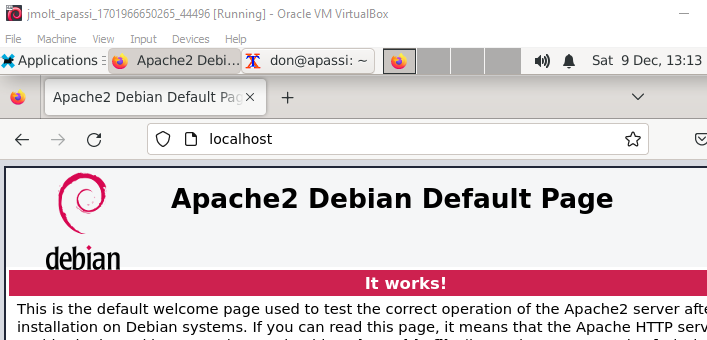 jmolt_apassi_1701966650265_44496 [Running] - Oracle VM VirtualBox
File Machine View Input Devices Help
Applications Apache2 Debi... don@apassi: ~ Sat 9 Dec, 13:13
Apache2 Debian Default Pag
localhost
debian
Apache2 Debian Default Page
It works!
This is the default welcome page used to test the correct operation of the Apache2 server afte
installation on Debian systems. If you can read this page, it means that the Apache HTTP serv